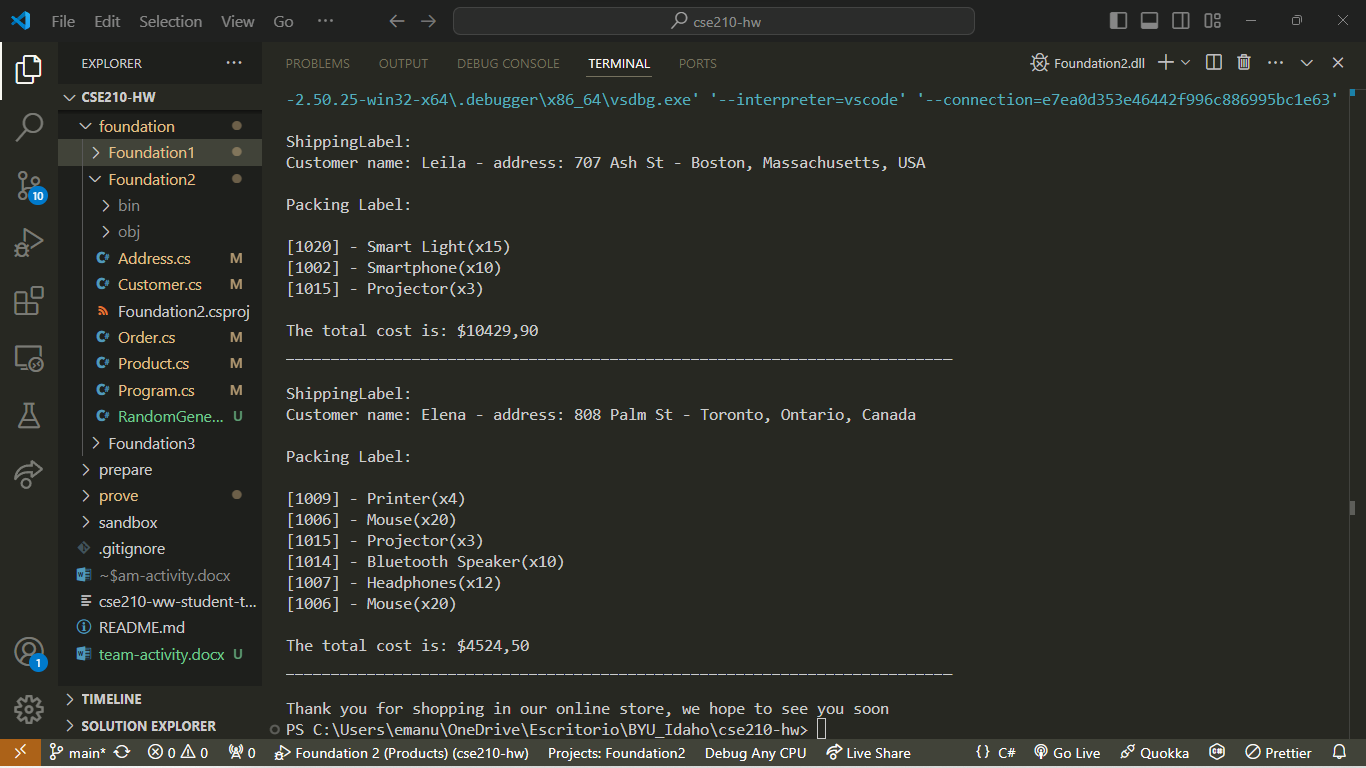 File Edit Selection View Go ··· cse210-hw
EXPLORER ···
CSE210-HW
foundation
Foundation1
Foundation2
bin
obj
Address.cs M
Customer.cs M
Foundation2.csproj
Order.cs M
Product.cs M
Program.cs M
RandomGene... U
Foundation3
prepare
prove
sandbox
.gitignore
~$am-activity.docx
cse210-ww-student-t...
README.md
team-activity.docx U
TIMELINE
SOLUTION EXPLORER
10
1
PROBLEMS OUTPUT DEBUG CONSOLE TERMINAL PORTS Foundation2.dll
-2.50.25-win32-x64\.debugger\x86_64\vsdbg.exe' '--interpreter=vscode' '--connection=e7ea0d353e46442f996c886995bc1e63'
ShippingLabel:
Customer name: Leila - address: 707 Ash St - Boston, Massachusetts, USA
Packing Label:
[1020] - Smart Light(x15)
[1002] - Smartphone(x10)
[1015] - Projector(x3)
The total cost is: $10429,90
__________________________________________________________________________
ShippingLabel:
Customer name: Elena - address: 808 Palm St - Toronto, Ontario, Canada
Packing Label:
[1009] - Printer(x4)
[1006] - Mouse(x20)
[1015] - Projector(x3)
[1014] - Bluetooth Speaker(x10)
[1007] - Headphones(x12)
[1006] - Mouse(x20)
The total cost is: $4524,50
__________________________________________________________________________
Thank you for shopping in our online store, we hope to see you soon
PS C:\Users\emanu\OneDrive\Escritorio\BYU_Idaho\cse210-hw>
main* 0 0 0 Foundation 2 (Products) (cse210-hw) Projects: Foundation2 Debug Any CPU Live Share {} C# Go Live Quokka Prettier